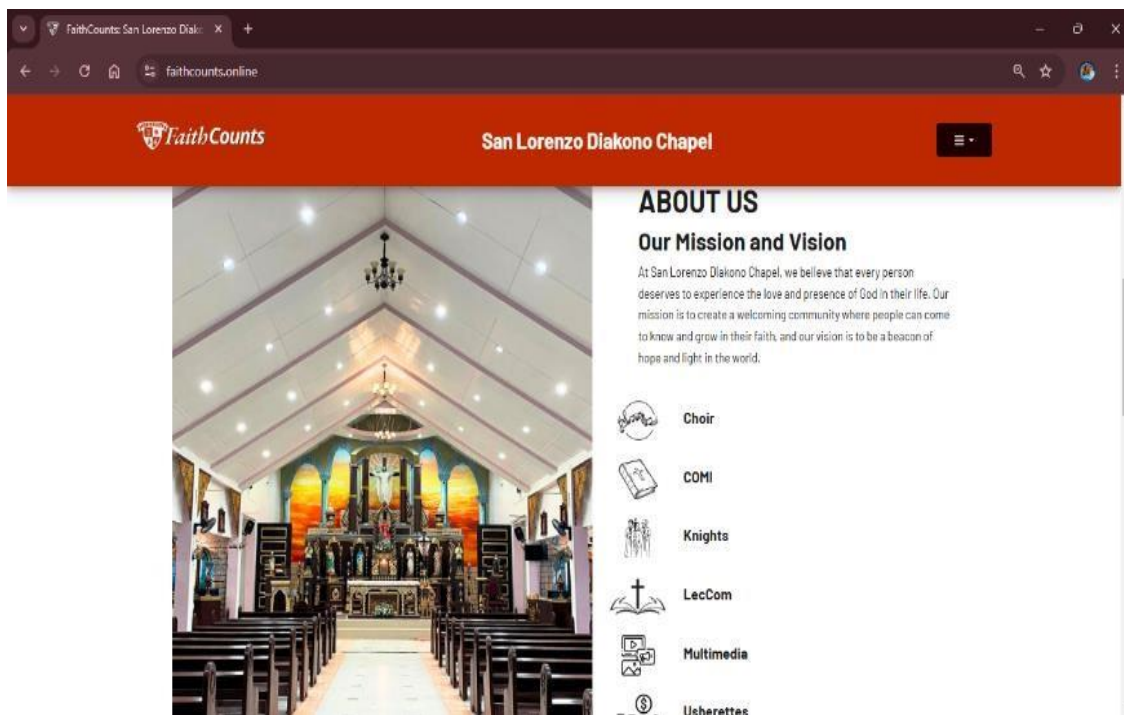 FaithCounts: San Lorenzo Diako
faithcounts.online
FaithCounts
San Lorenzo Diakono Chapel
ABOUT US
Our Mission and Vision
At San Lorenzo Diakono Chapel, we believe that every person
deserves to experience the love and presence of God in their life. Our
mission is to create a welcoming community where people can come
to know and grow in their faith, and our vision is to be a beacon of
hope and light in the world.
Choir
COMI
Knights
LecCom
Multimedia
Usherettes